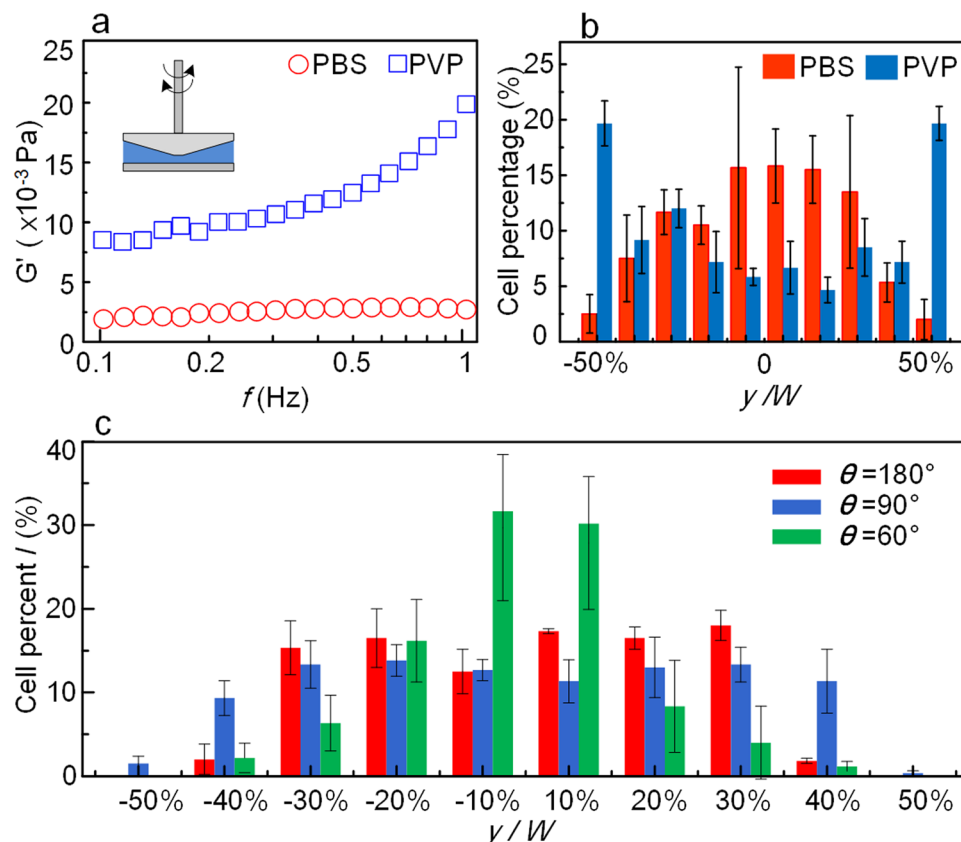 a
PBS PVP
G' ( x10⁻³ Pa)
25
20
15
10
5
0
0.1 0.2 0.5 1
f (Hz)
b
PBS PVP
Cell percentage (%)
25
20
15
10
5
0
-50% 0 50%
y /W
c
Cell percent / (%)
40
30
20
10
0
θ =180°
θ =90°
θ =60°
-50% -40% -30% -20% -10% 10% 20% 30% 40% 50%
y / W